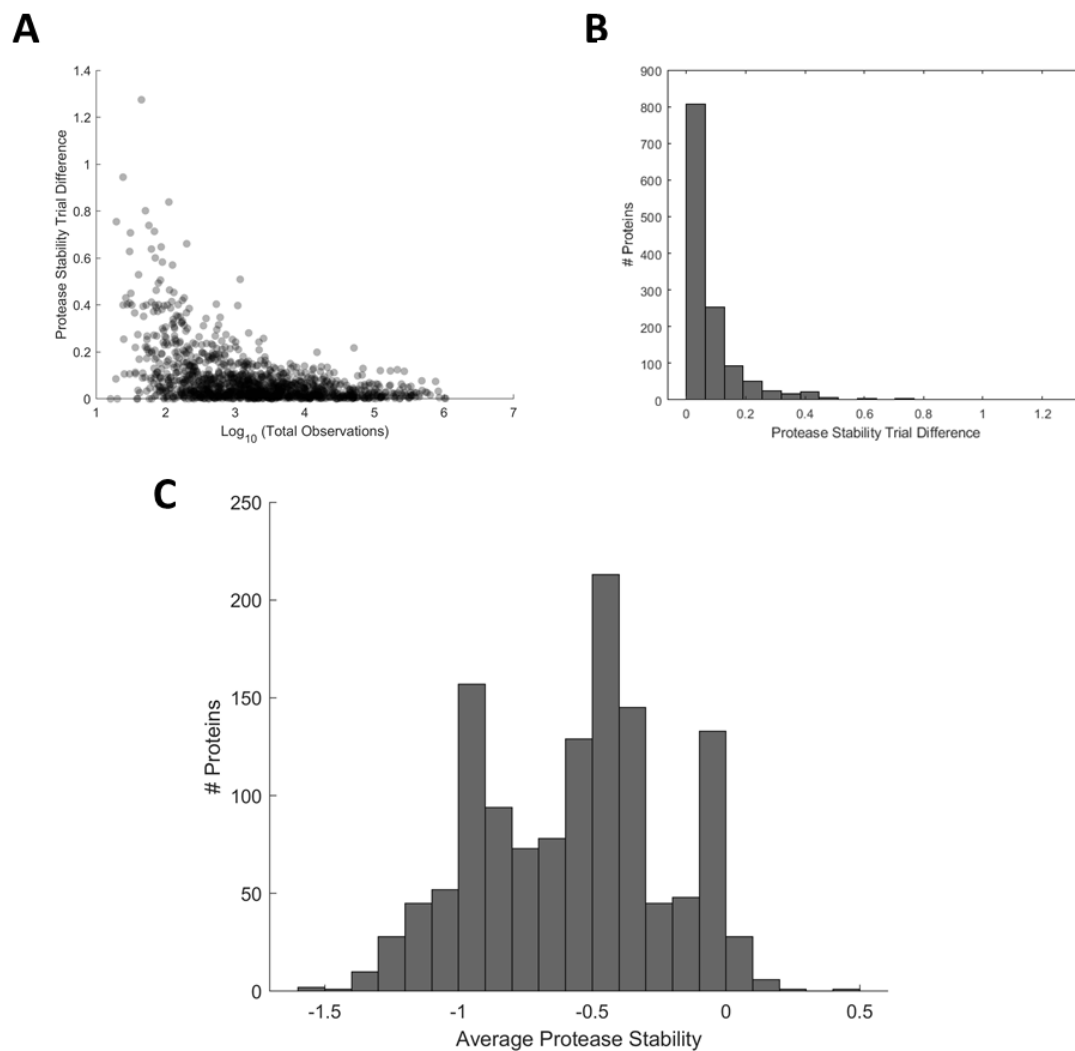 A
B
1.4
1.2
1
0.8
0.6
0.4
0.2
0
Protease Stability Trial Difference
1 2 3 4 5 6 7
Log10 (Total Observations)
900
800
700
600
500
400
300
200
100
0
# Proteins
0 0.2 0.4 0.6 0.8 1 1.2
Protease Stability Trial Difference
C
250
200
150
100
50
0
# Proteins
-1.5 -1 -0.5 0 0.5
Average Protease Stability